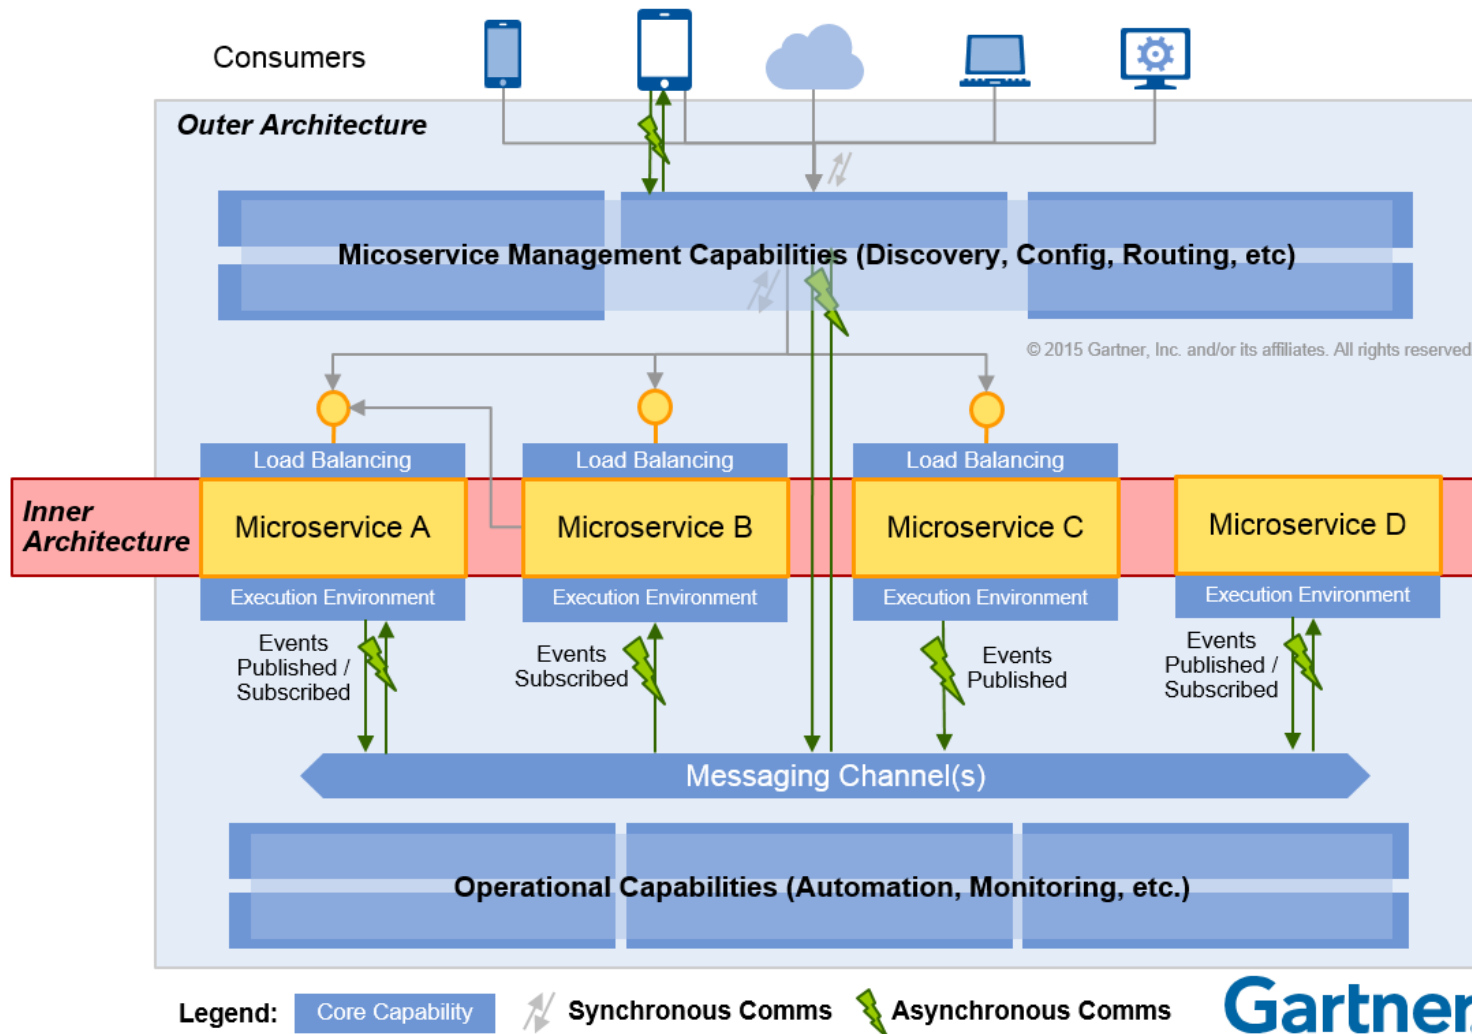 Consumers
Outer Architecture
Micoservice Management Capabilities (Discovery, Config, Routing, etc)
© 2015 Gartner, Inc. and/or its affiliates. All rights reserved
Load Balancing
Load Balancing
Load Balancing
Inner
Architecture
Microservice A
Microservice B
Microservice C
Microservice D
Execution Environment
Execution Environment
Execution Environment
Execution Environment
Events
Published /
Subscribed
Events
Subscribed
Events
Published
Events
Published /
Subscribed
Messaging Channel(s)
Operational Capabilities (Automation, Monitoring, etc.)
Legend:
Core Capability
Synchronous Comms
Asynchronous Comms
Gartner